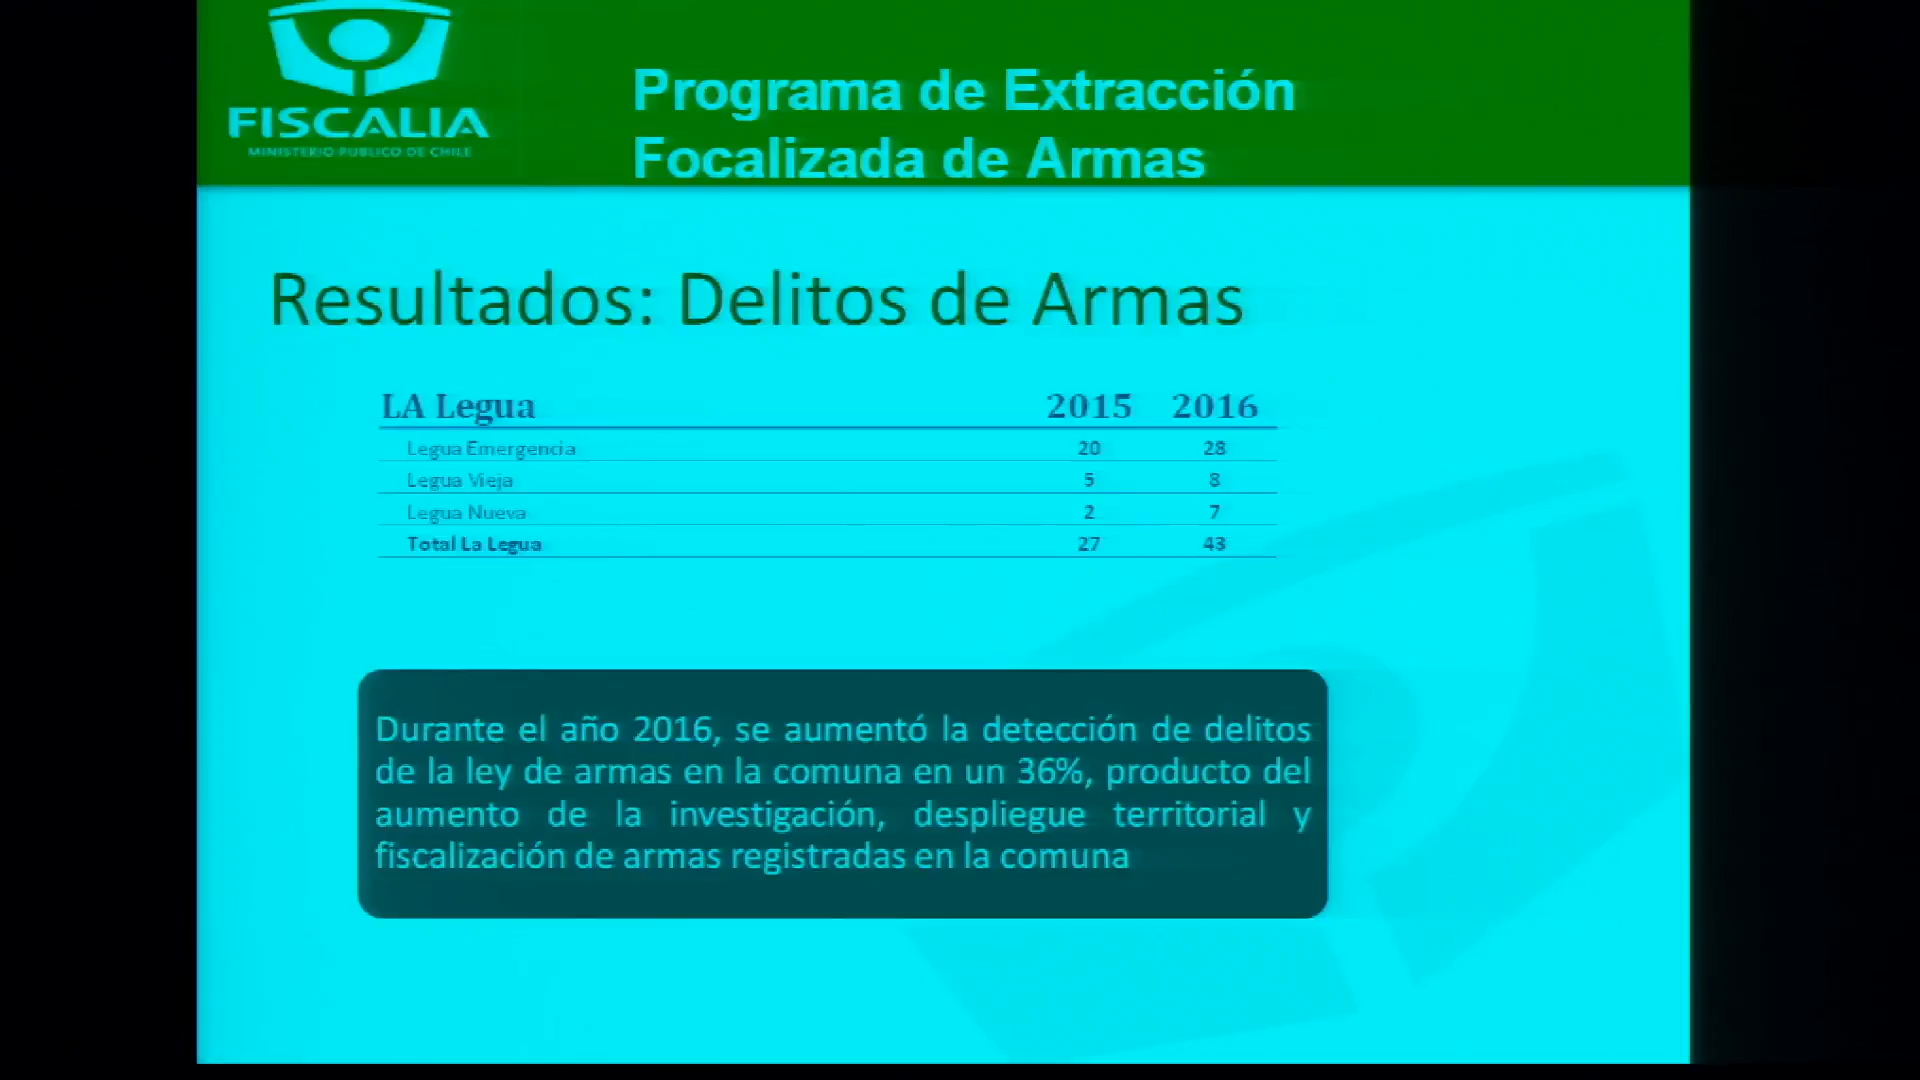 FISCALIA
MINISTERIO PUBLICO DE CHILE
Programa de Extracción
Focalizada de Armas
Resultados: Delitos de Armas
LA Legua 2015 2016
Legua Emergencia 20 28
Legua Vieja 5 8
Legua Nueva 2 7
Total La Legua 27 43
Durante el año 2016, se aumentó la detección de delitos
de la ley de armas en la comuna en un 36%, producto del
aumento de la investigación, despliegue territorial y
fiscalización de armas registradas en la comuna